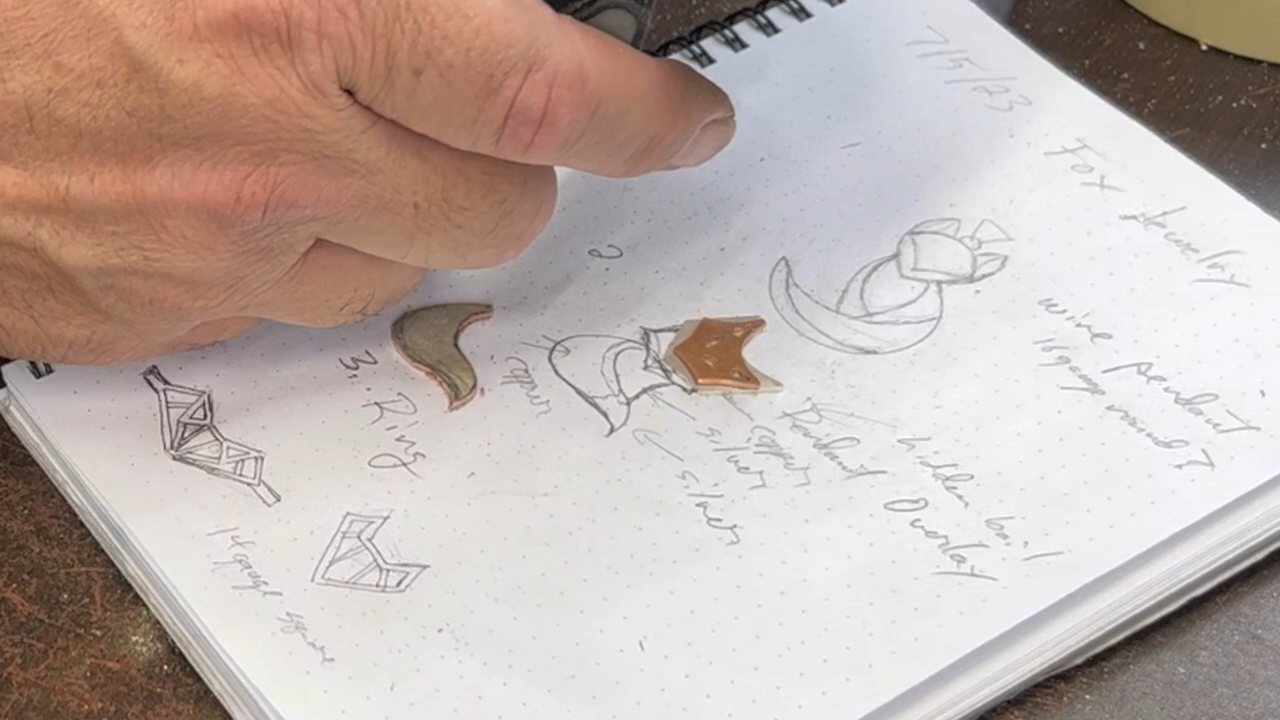 7/5/23
Fox Jewelry
wire pendant
16 gauge round ?
2
hidden bail
Pendant Overlay
copper
silver
silver
copper
3. Ring
14 gauge square